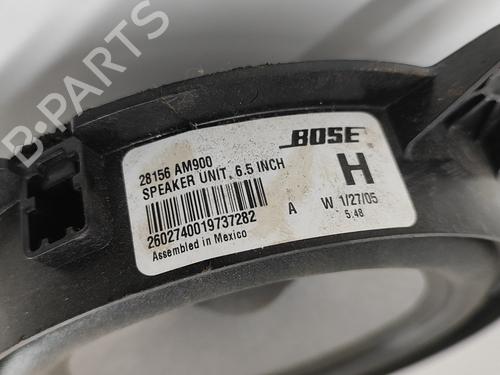 B-PARTS
28156 AM900
SPEAKER UNIT, 6.5 INCH
2602740019737282
Assembled in Mexico
BOSE
H
A W 1/27/05
5.48